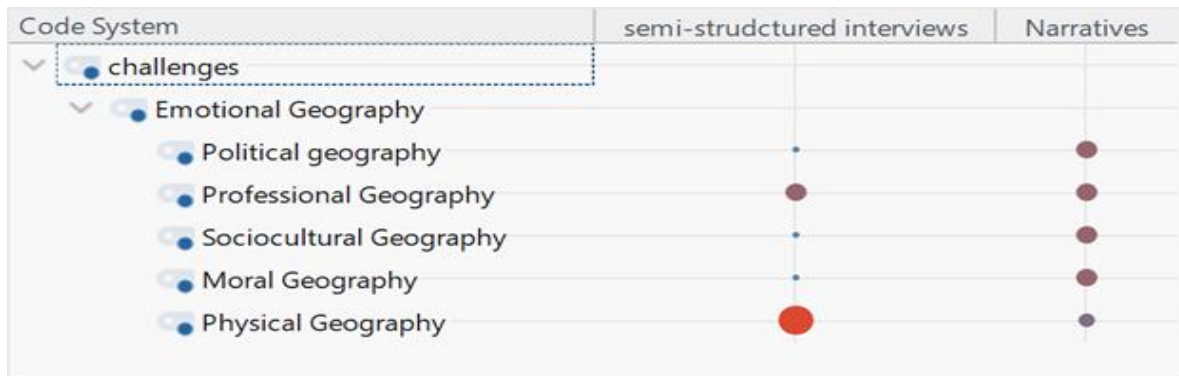 Code System semi-strudctured interviews Narratives
challenges
Emotional Geography
Political geography
Professional Geography
Sociocultural Geography
Moral Geography
Physical Geography